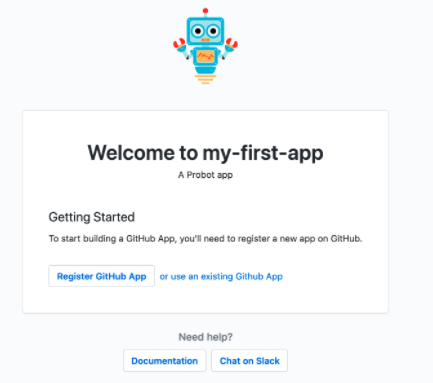 Welcome to my-first-app
A Probot app
Getting Started
To start building a GitHub App, you'll need to register a new app on GitHub.
Register GitHub App or use an existing Github App
Need help?
Documentation Chat on Slack